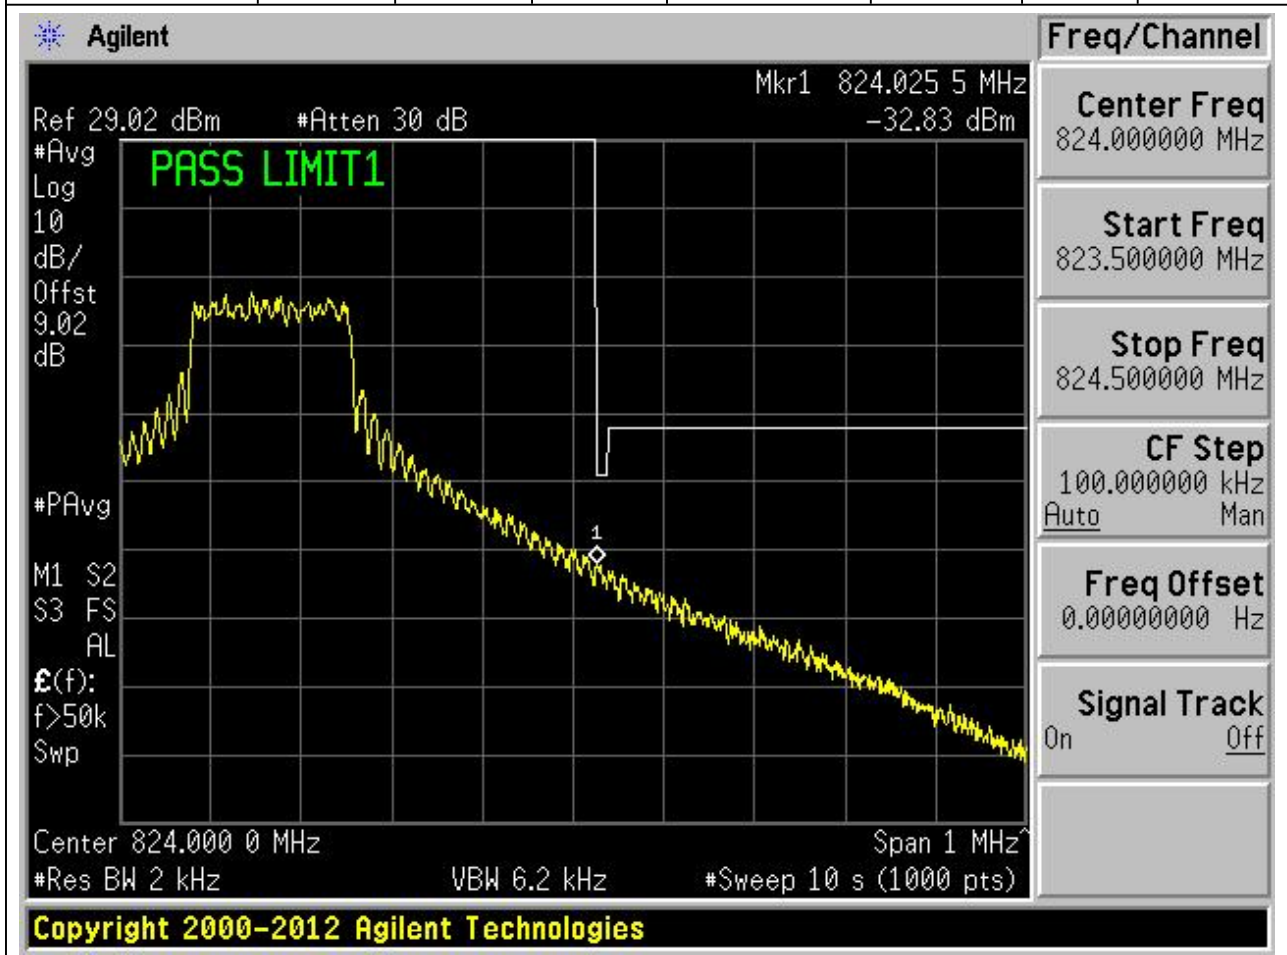 Agilent
Freq/Channel
Mkr1 824.025 5 MHz
Ref 29.02 dBm #Atten 30 dB -32.83 dBm
#Avg
Log
10
dB/
Offst
9.02
dB
PASS LIMIT1
1
#PAvg
M1 S2
S3 FS
AL
£(f):
f>50k
Swp
Center 824.000 0 MHz Span 1 MHz^
#Res BW 2 kHz VBW 6.2 kHz #Sweep 10 s (1000 pts)
Copyright 2000-2012 Agilent Technologies
Center Freq
824.000000 MHz
Start Freq
823.500000 MHz
Stop Freq
824.500000 MHz
CF Step
100.000000 kHz
Auto Man
Freq Offset
0.00000000 Hz
Signal Track
On Off